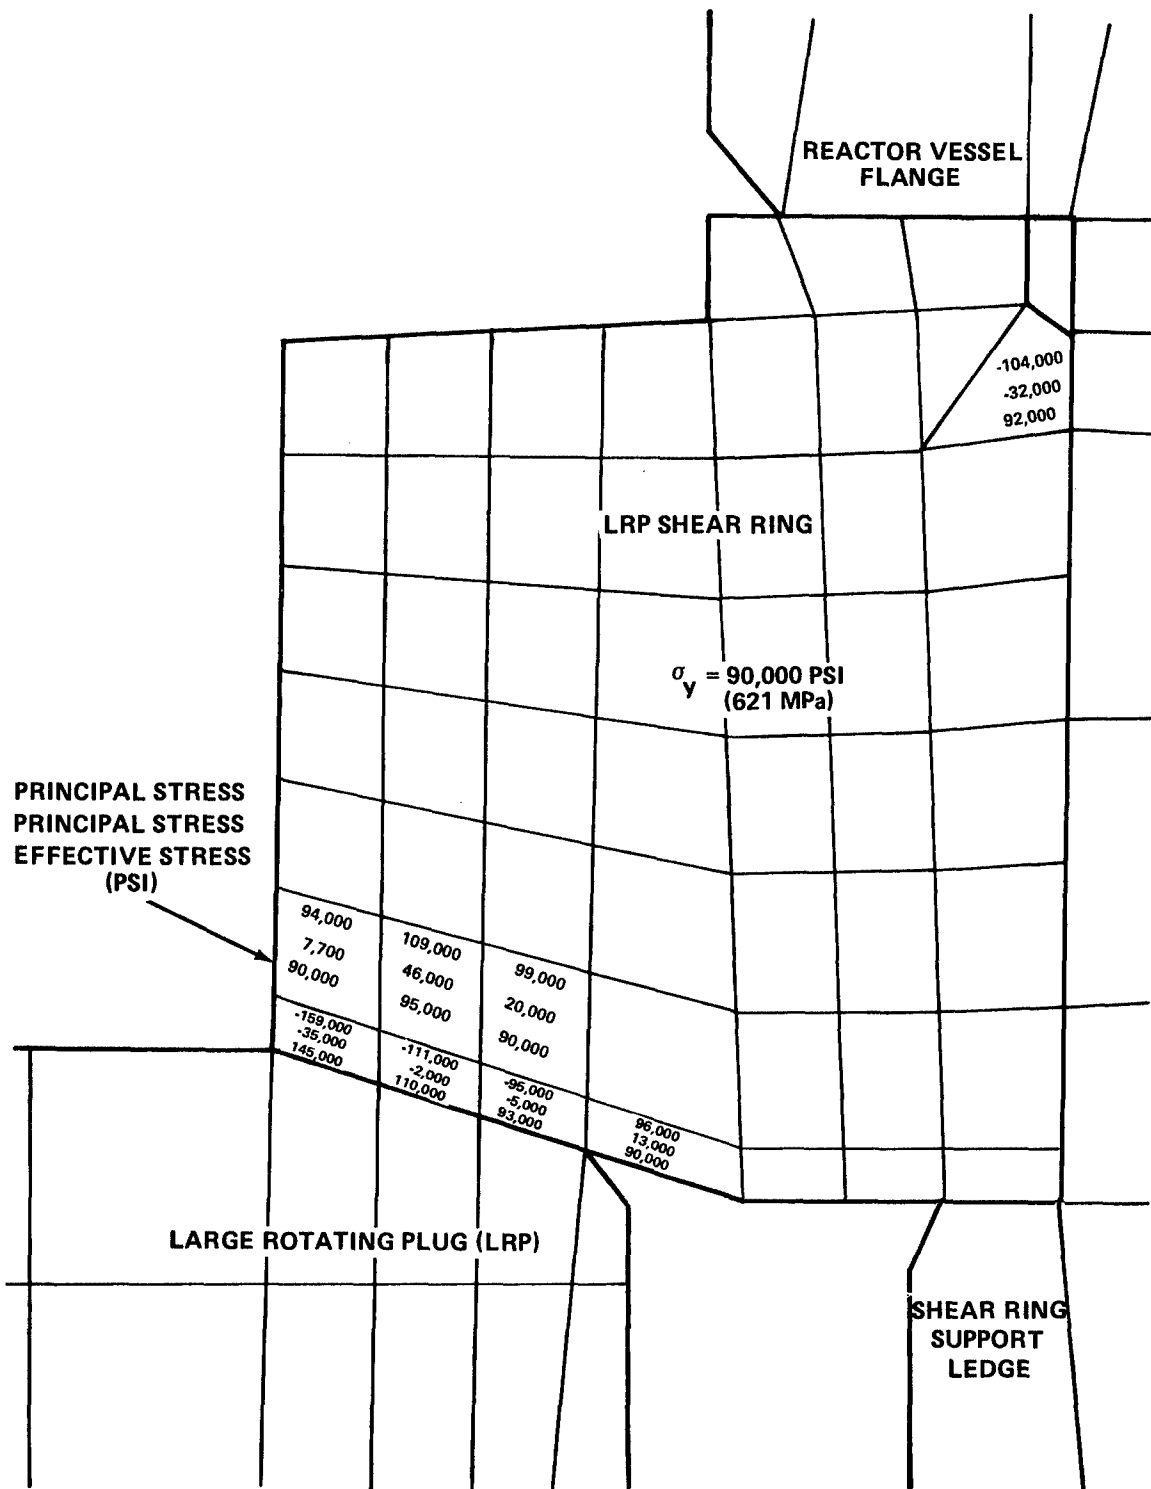 REACTOR VESSEL
FLANGE
-104,000
-32,000
92,000
LRP SHEAR RING
σy = 90,000 PSI
(621 MPa)
PRINCIPAL STRESS
PRINCIPAL STRESS
EFFECTIVE STRESS
(PSI)
94,000
7,700
90,000
109,000
46,000
95,000
99,000
20,000
90,000
-159,000
-35,000
145,000
-111,000
-2,000
110,000
-95,000
-5,000
93,000
96,000
13,000
90,000
LARGE ROTATING PLUG (LRP)
SHEAR RING
SUPPORT
LEDGE